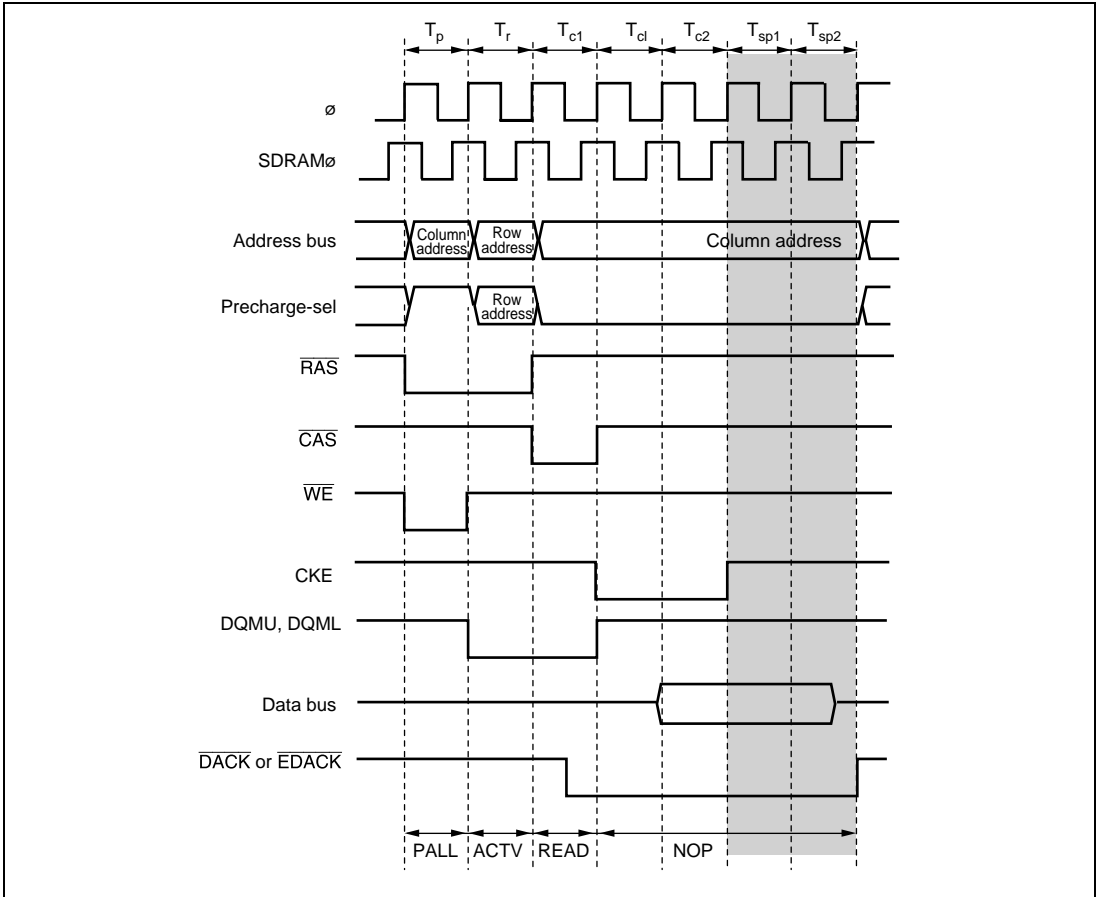 Tp Tr Tc1 Tcl Tc2 Tsp1 Tsp2
ø
SDRAMø
Address bus
Column address
Row address
Column address
Precharge-sel
Row address
RAS
CAS
WE
CKE
DQMU, DQML
Data bus
DACK or EDACK
PALL ACTV READ NOP